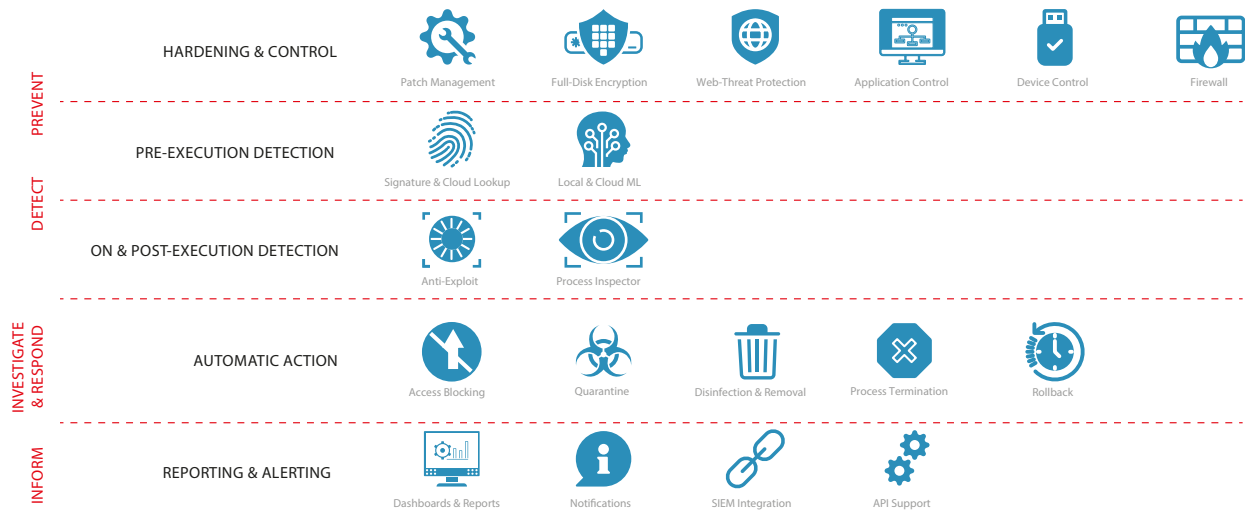 PREVENT
HARDENING & CONTROL
Patch Management
Full-Disk Encryption
Web-Threat Protection
Application Control
Device Control
Firewall
PRE-EXECUTION DETECTION
Signature & Cloud Lookup
Local & Cloud ML
DETECT
ON & POST-EXECUTION DETECTION
Anti-Exploit
Process Inspector
INVESTIGATE
& RESPOND
AUTOMATIC ACTION
Access Blocking
Quarantine
Disinfection & Removal
Process Termination
Rollback
INFORM
REPORTING & ALERTING
Dashboards & Reports
Notifications
SIEM Integration
API Support